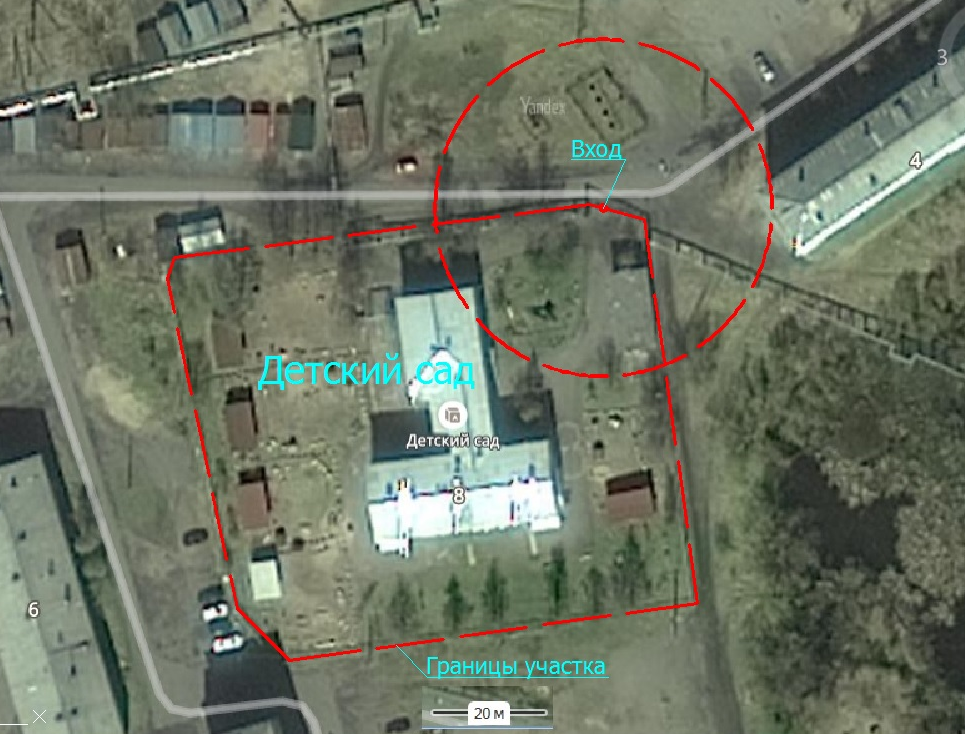 3
Yandex
Вход
4
Детский сад
Детский сад
8
6
Границы участка
20 м